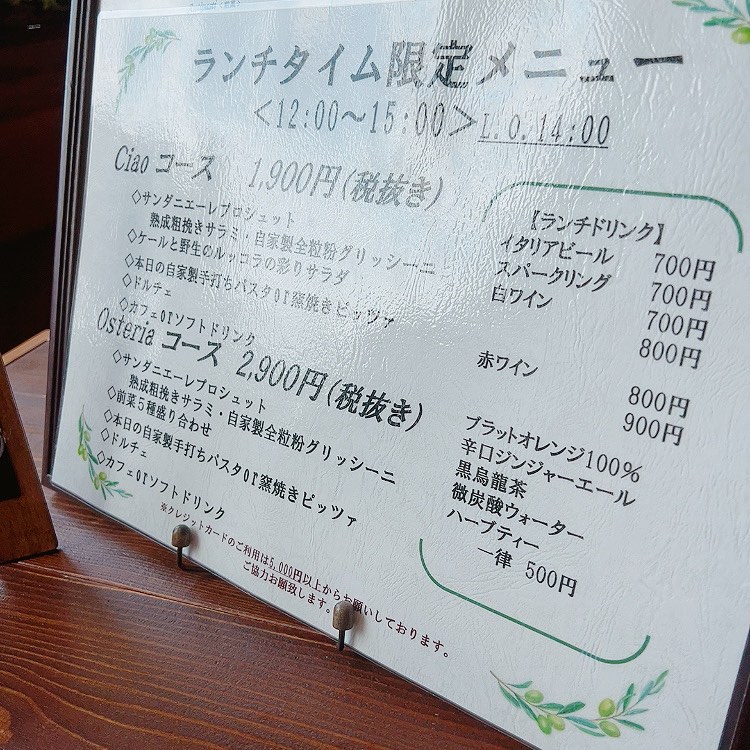 ランチタイム限定メニュー
<12:00～15:00>L.O.14:00
Ciao コース 1,900円(税抜き)
◇サンダニエーレプロシュット
熟成粗挽きサラミ・自家製全粒粉グリッシーニ
◇ケールと野生のルッコラの彩りサラダ
◇本日の自家製手打ちパスタor窯焼きピッツァ
◇ドルチェ
◇カフェorソフトドリンク
Osteria コース 2,900円(税抜き)
◇サンダニエーレプロシュット
熟成粗挽きサラミ・自家製全粒粉グリッシーニ
◇前菜5種盛り合わせ
◇本日の自家製手打ちパスタor窯焼きピッツァ
◇ドルチェ
◇カフェorソフトドリンク
※クレジットカードのご利用は5,000円以上からお願いしております。
ご協力お願致します。
【ランチドリンク】
イタリアビール 700円
スパークリング 700円
白ワイン 700円
800円
赤ワイン 800円
900円
ブラットオレンジ100%
辛口ジンジャーエール
黒烏龍茶
微炭酸ウォーター
ハーブティー
一律 500円